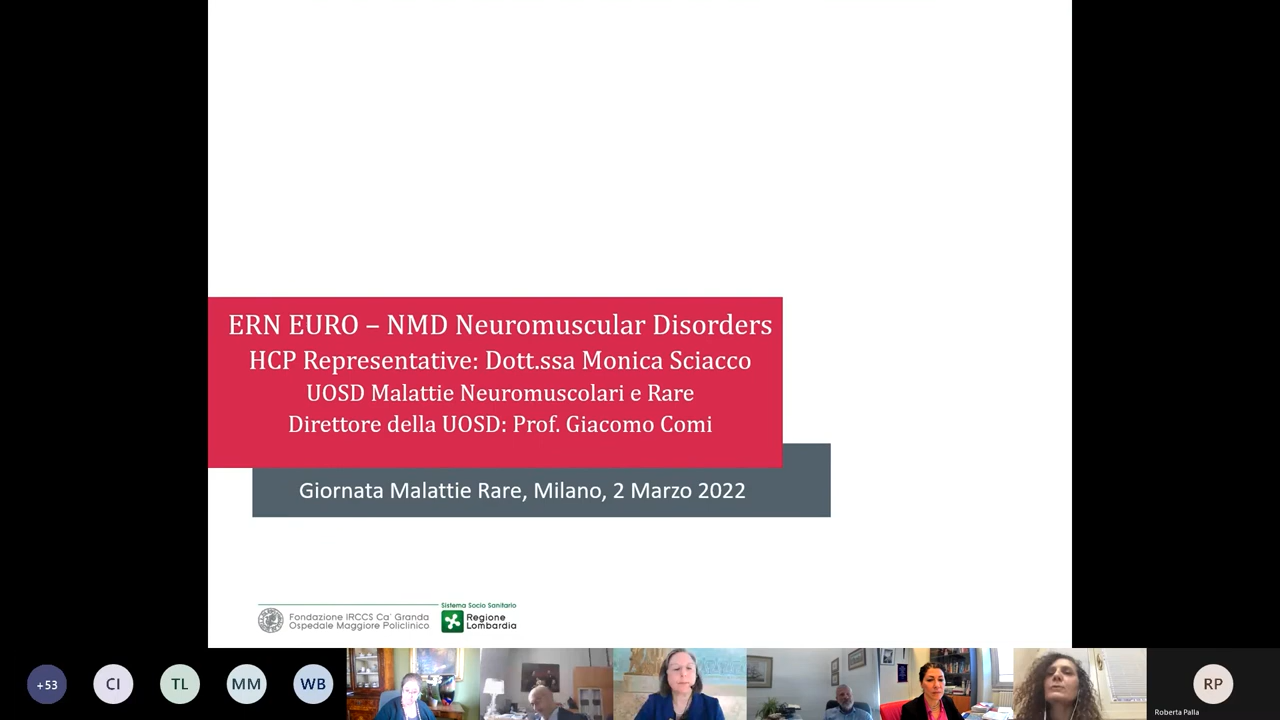 ERN EURO – NMD Neuromuscular Disorders
HCP Representative: Dott.ssa Monica Sciacco
UOSD Malattie Neuromuscolari e Rare
Direttore della UOSD: Prof. Giacomo Comi
Giornata Malattie Rare, Milano, 2 Marzo 2022
Fondazione IRCCS Ca' Granda
Ospedale Maggiore Policlinico
Sistema Socio Sanitario
Regione
Lombardia
+53
CI
TL
MM
WB
RP
Roberta Palla